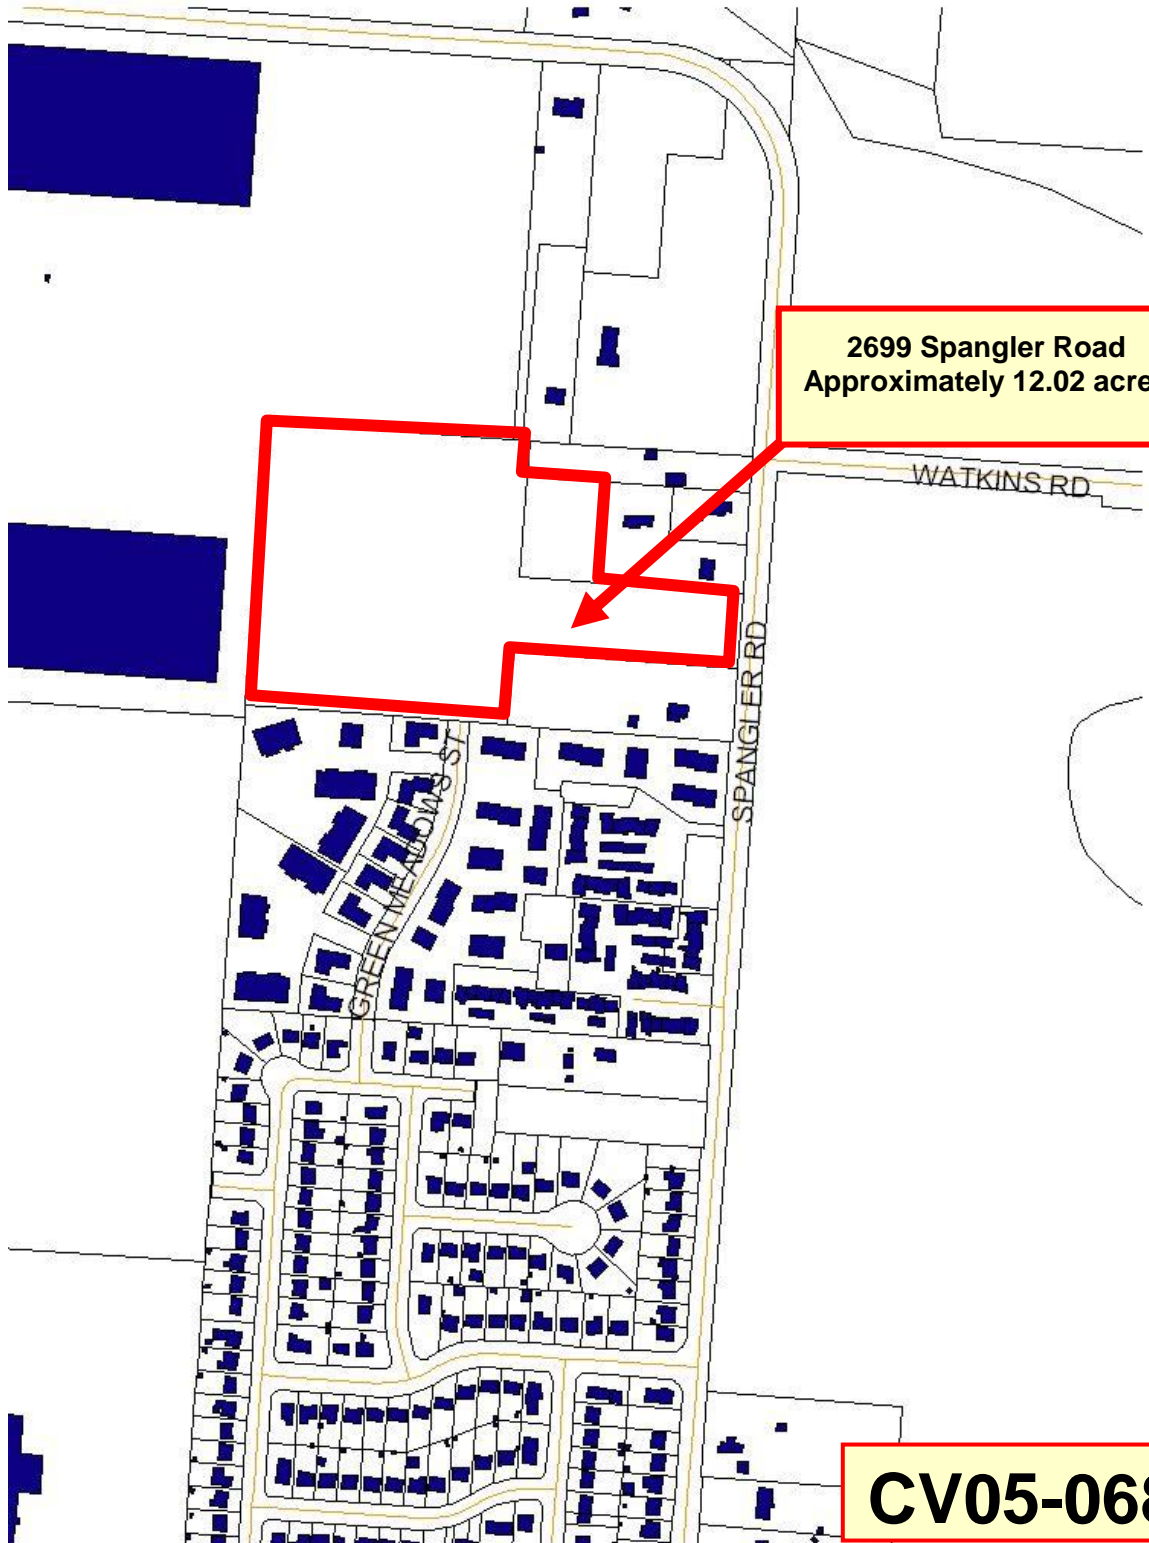 2699 Spangler Road
Approximately 12.02 acre
WATKINS RD
SPANGLER RD
GREEN MEADOWS ST
CV05-068